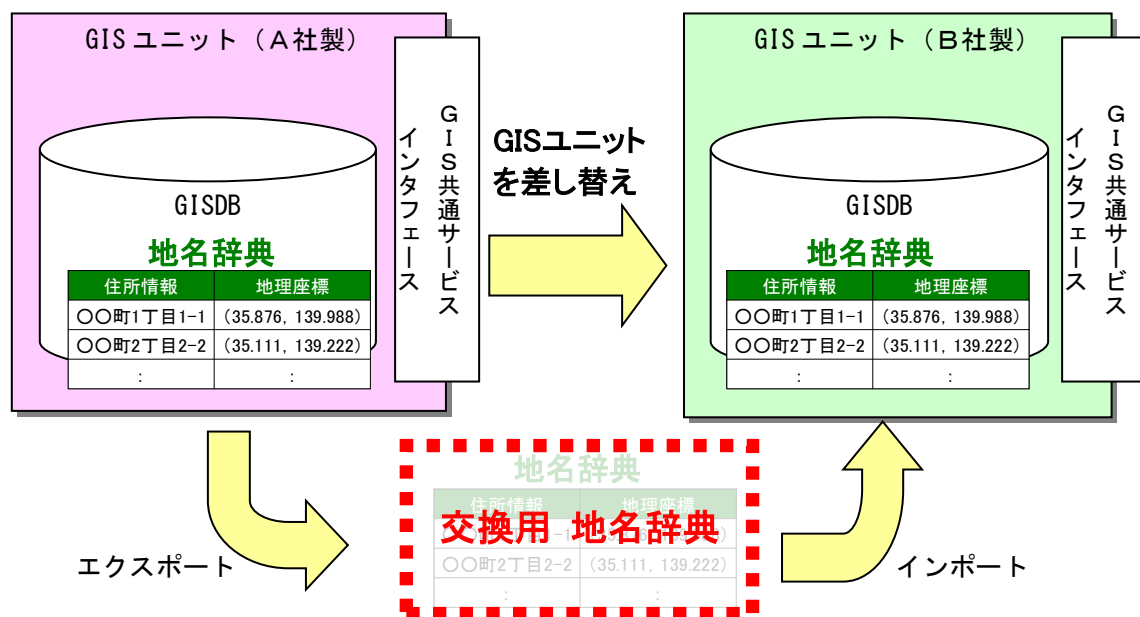 GIS ユニット（A社製）
GIS共通サービス
インタフェース
GISDB
地名辞典
住所情報 地理座標
〇〇町1丁目1-1 (35.876, 139.988)
〇〇町2丁目2-2 (35.111, 139.222)
: :
GISユニット
を差し替え
GIS ユニット（B社製）
GIS共通サービス
インタフェース
GISDB
地名辞典
住所情報 地理座標
〇〇町1丁目1-1 (35.876, 139.988)
〇〇町2丁目2-2 (35.111, 139.222)
: :
エクスポート
地名辞典
住所情報 地理座標
交換用 地名辞典
〇〇町2丁目2-2 (35.111, 139.222)
: :
インポート